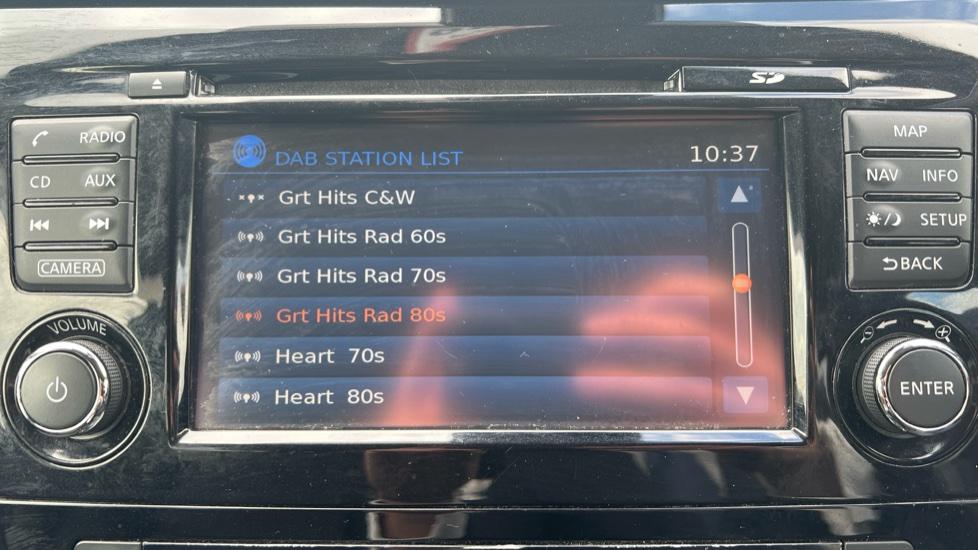 RADIO
CD AUX
CAMERA
VOLUME
SD
DAB STATION LIST 10:37
Grt Hits C&W
Grt Hits Rad 60s
Grt Hits Rad 70s
Grt Hits Rad 80s
Heart 70s
Heart 80s
MAP
NAV INFO
SETUP
BACK
ENTER